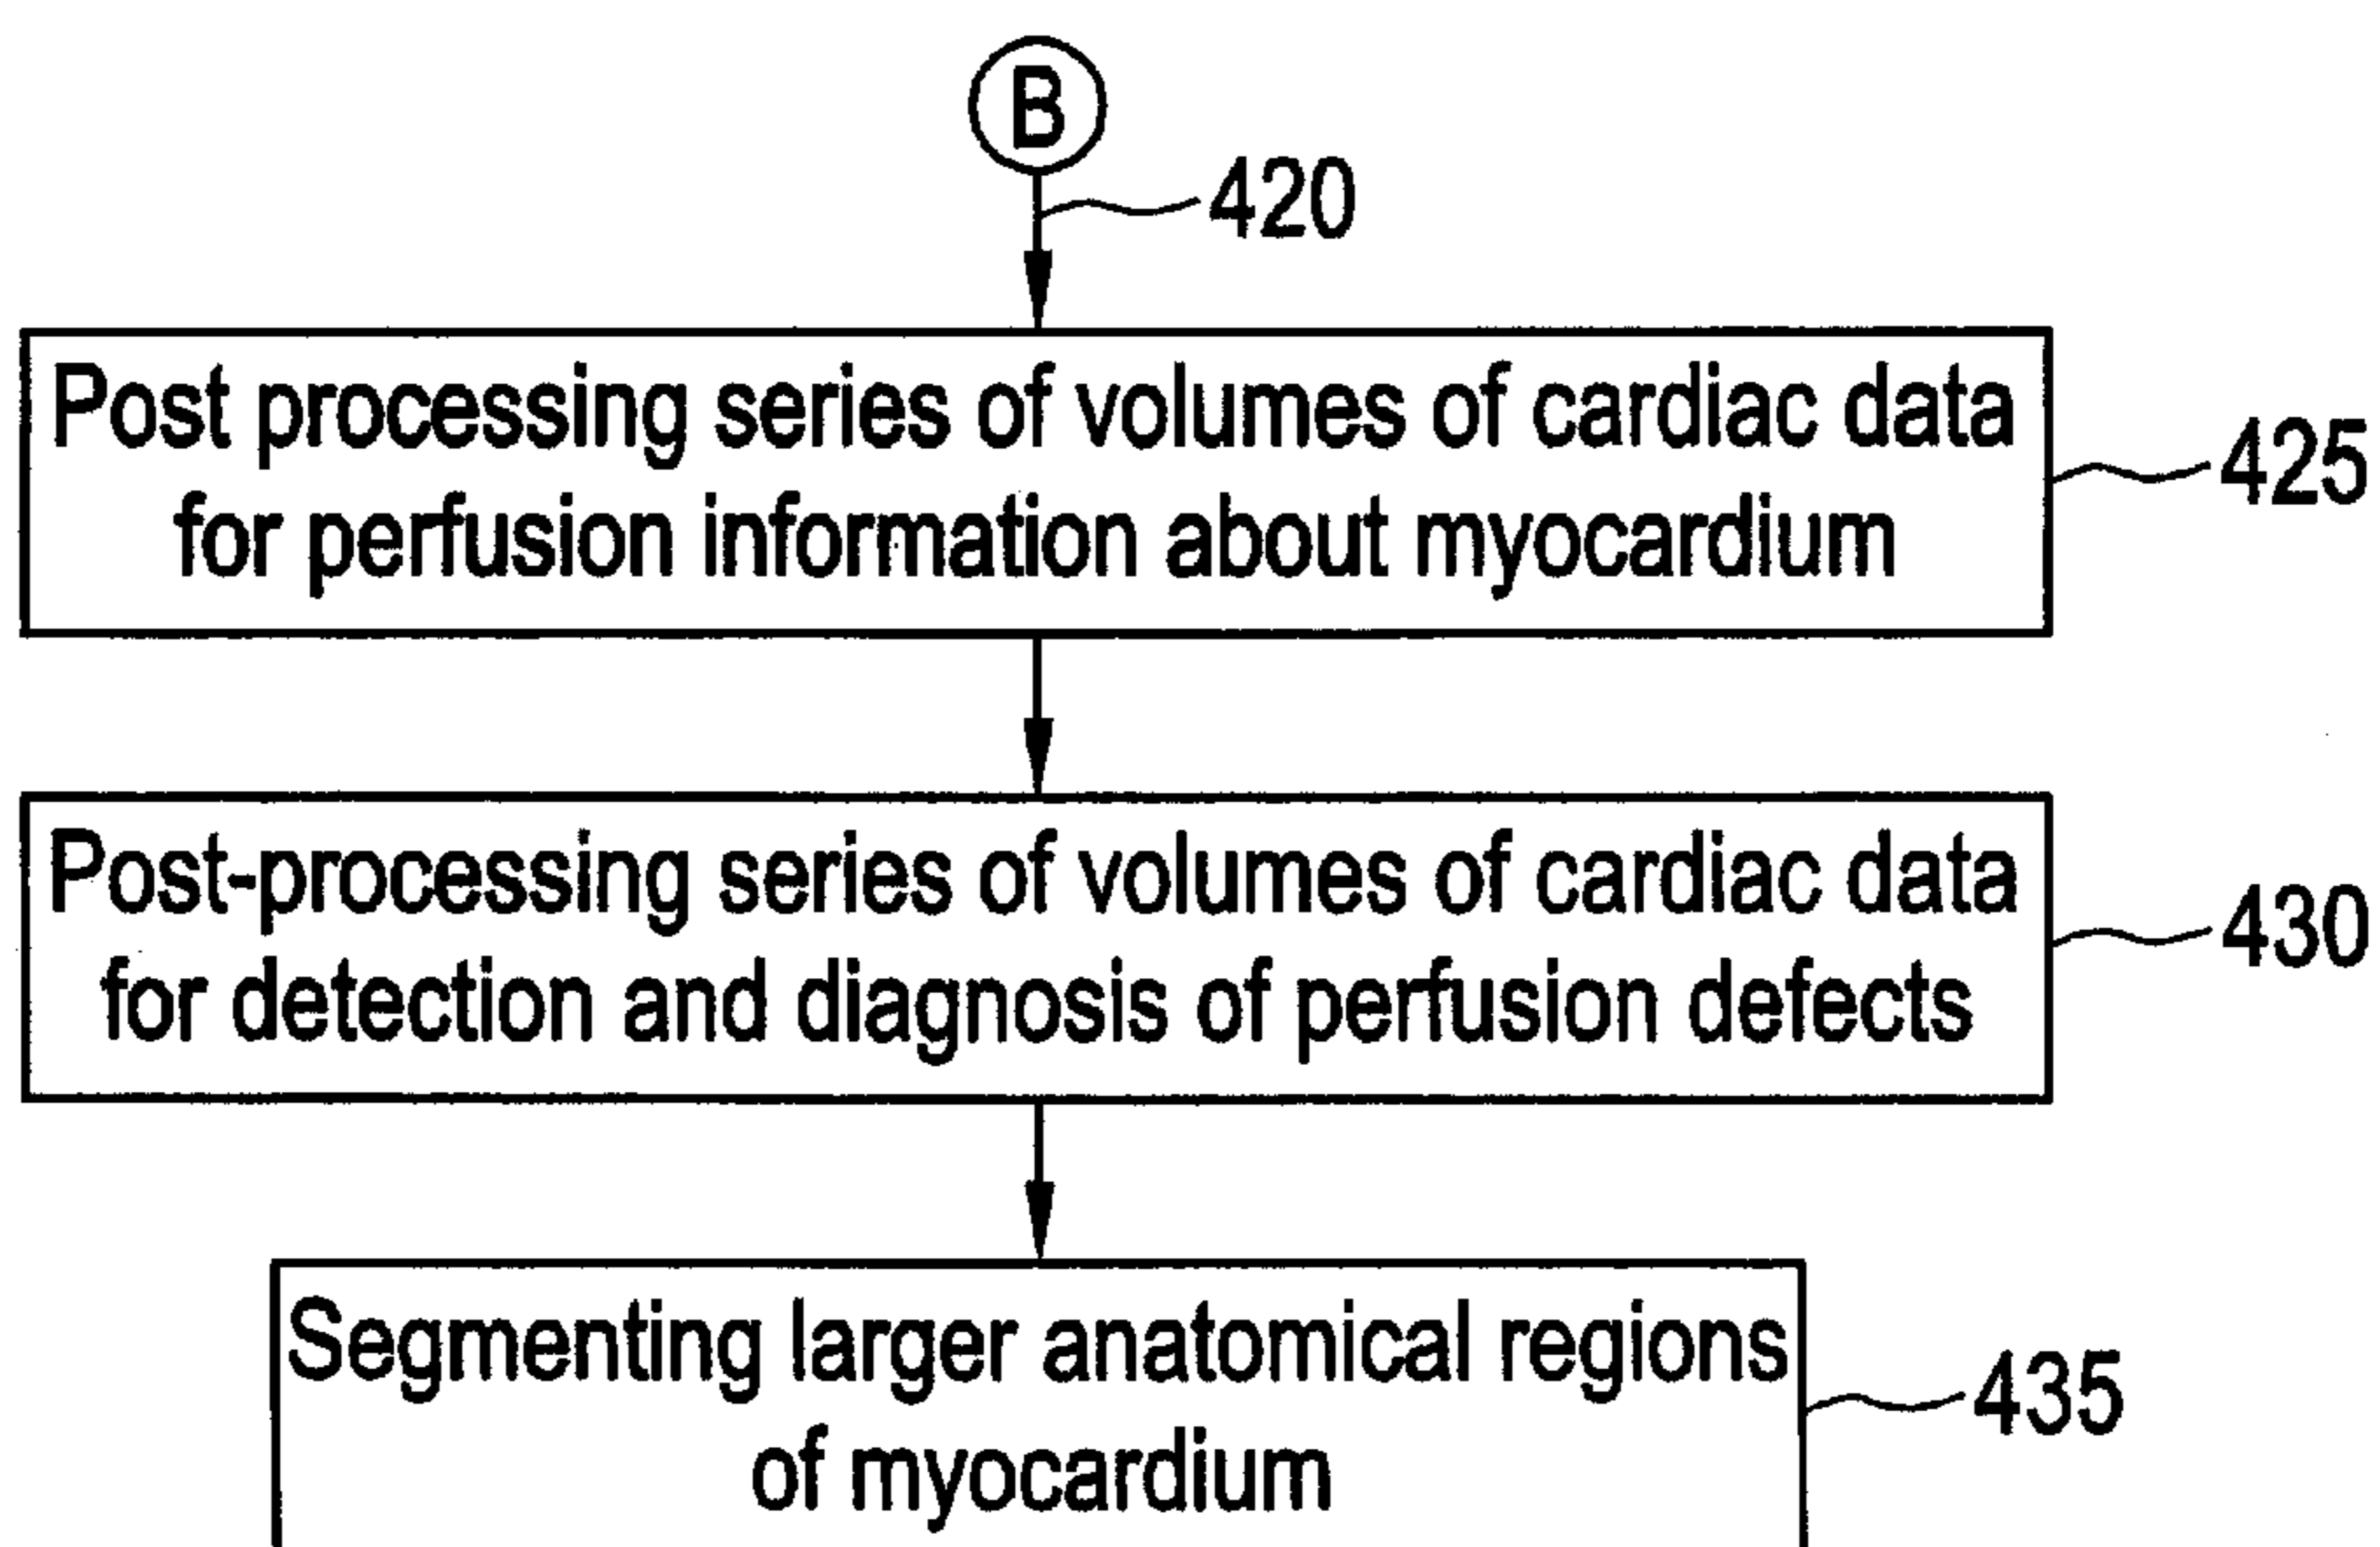 B
420
Post processing series of volumes of cardiac data
for perfusion information about myocardium
425
Post-processing series of volumes of cardiac data
for detection and diagnosis of perfusion defects
430
Segmenting larger anatomical regions
of myocardium
435